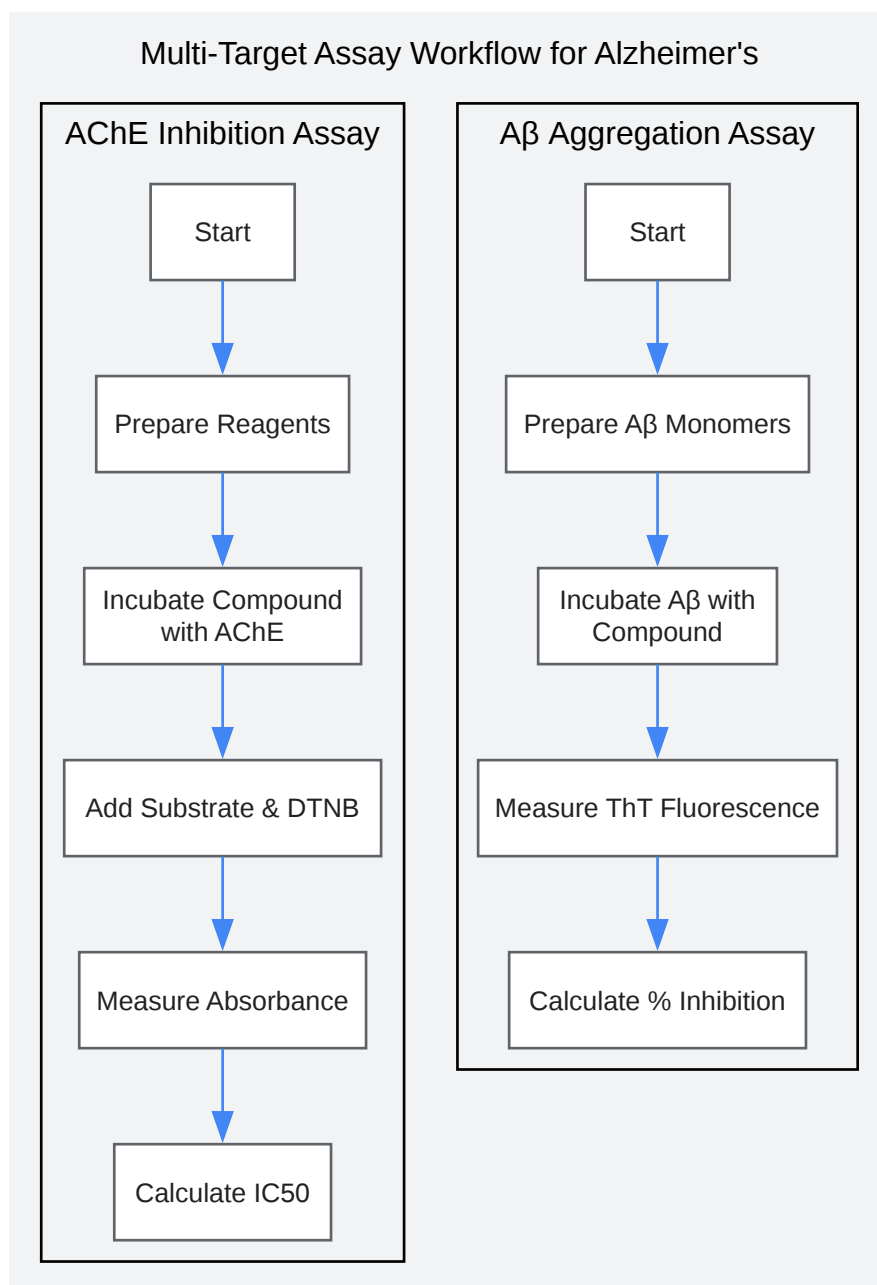 Multi-Target Assay Workflow for Alzheimer's
AChE Inhibition Assay
Start
Prepare Reagents
Incubate Compound
with AChE
Add Substrate & DTNB
Measure Absorbance
Calculate IC50
Aβ Aggregation Assay
Start
Prepare Aβ Monomers
Incubate Aβ with
Compound
Measure ThT Fluorescence
Calculate % Inhibition